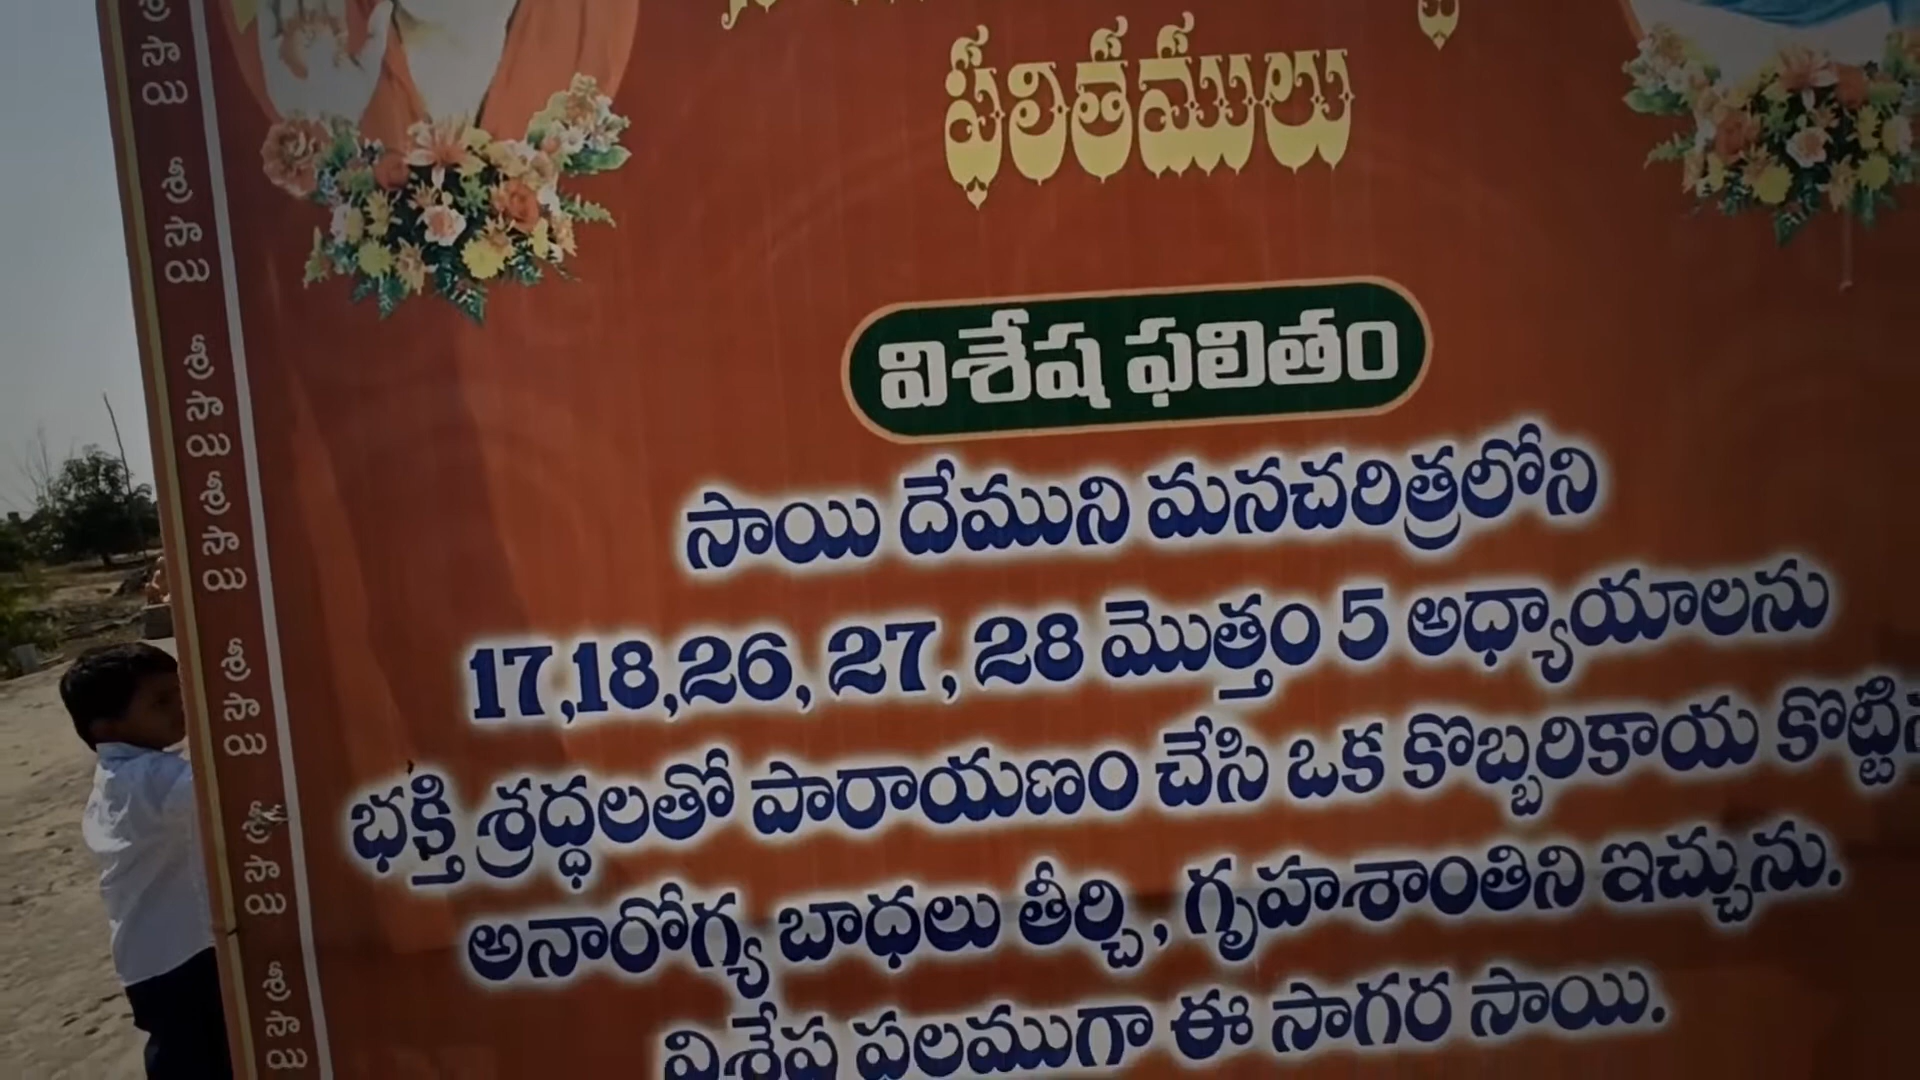 ఫలితములు
విశేష ఫలితం
సాయి దేముని మనచరిత్రలోని
17,18,26, 27, 28 మొత్తం 5 అధ్యాయాలను
భక్తి శ్రద్ధలతో పారాయణం చేసి ఒక కొబ్బరికాయ
అనారోగ్య బాధలు తీర్చి, గృహశాంతిని ఇచ్చును.
విశేష ఫలముగా ఈ సాగర సాయి.
శ్రీ సాయి శ్రీ సాయి శ్రీ సాయి శ్రీ సాయి శ్రీ సాయి శ్రీ సాయి